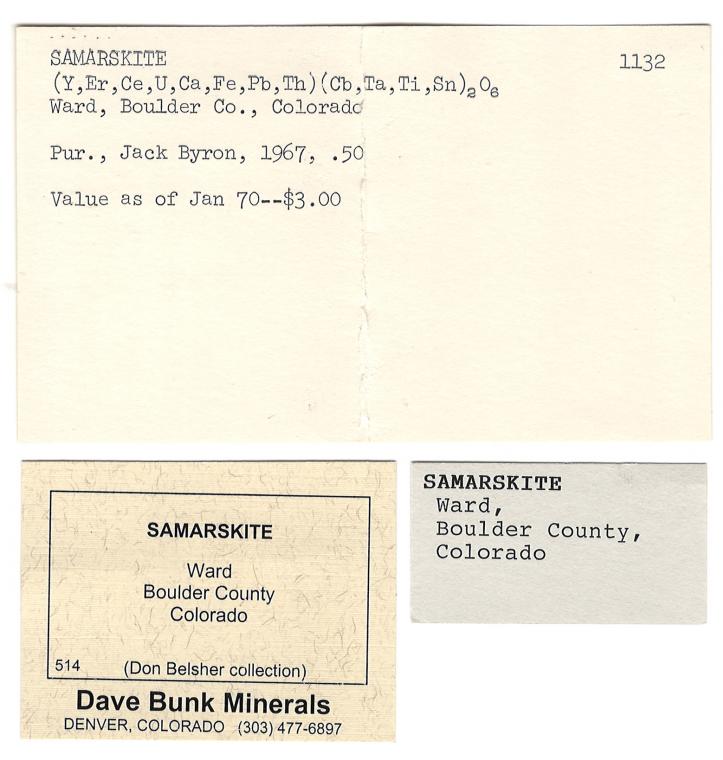 SAMARSKITE 1132
(Y,Er,Ce,U,Ca,Fe,Pb,Th)(Cb,Ta,Ti,Sn)₂O₆
Ward, Boulder Co., Colorado
Pur., Jack Byron, 1967, .50
Value as of Jan 70--$3.00
SAMARSKITE
Ward
Boulder County
Colorado
514 (Don Belsher collection)
Dave Bunk Minerals
DENVER, COLORADO (303) 477-6897
SAMARSKITE
Ward,
Boulder County,
Colorado